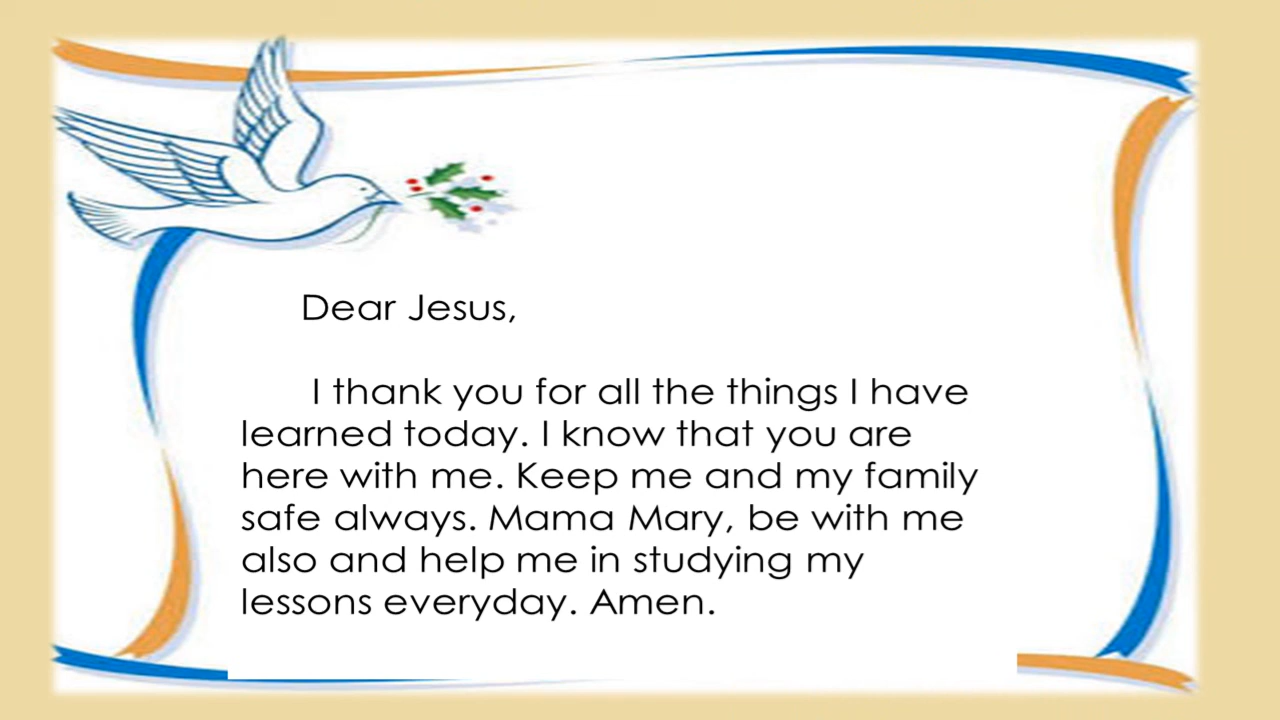 Dear Jesus,
I thank you for all the things I have
learned today. I know that you are
here with me. Keep me and my family
safe always. Mama Mary, be with me
also and help me in studying my
lessons everyday. Amen.